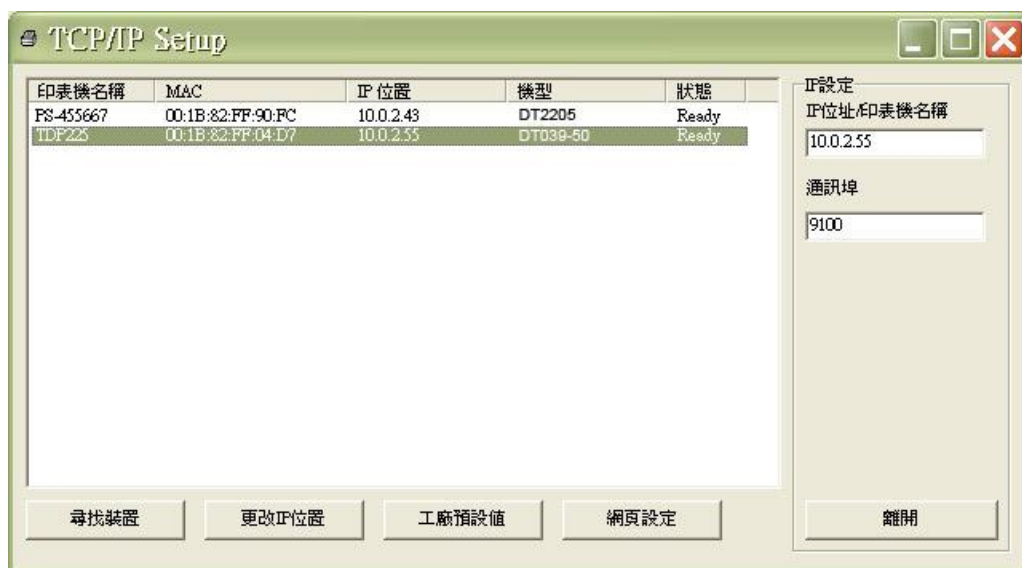 TCP/IP Setup
印表機名稱 MAC IP 位置 機型 狀態
PS-455667 00:1B:82:FF:90:FC 10.0.2.43 DT2205 Ready
TDP225 00:1B:82:FF:04:D7 10.0.2.55 DT039-50 Ready
IP設定
IP位址/印表機名稱
10.0.2.55
通訊埠
9100
尋找裝置 更改IP位置 工廠預設值 網頁設定 離開